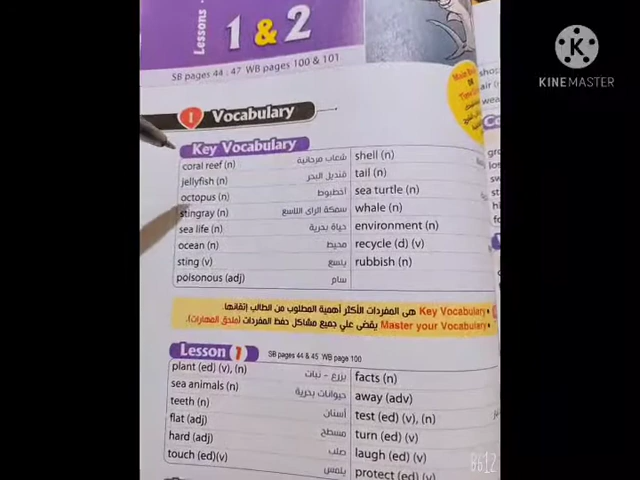 Lessons
1 & 2
SB pages 44 : 47 WB pages 100 & 101
K
KINEMASTER
I Vocabulary
Key Vocabulary
coral reef (n) شعاب مرجانية shell (n)
jellyfish (n) قنديل البحر tail (n)
octopus (n) اخطبوط sea turtle (n)
stingray (n) سمكة الراى اللاسع whale (n)
sea life (n) حياة بحرية environment (n)
ocean (n) محيط recycle (d) (v)
sting (v) يلسع rubbish (n)
poisonous (adj) سام
• Key Vocabulary هى المفردات الأكثر أهمية المطلوب من الطالب إتقانها.
• Master your Vocabulary يقضى علي جميع مشاكل حفظ المفردات (ملحق المهارات).
Lesson 1 SB pages 44 & 45 WB page 100
plant (ed) (v), (n) يزرع - نبات facts (n)
sea animals (n) حيوانات بحرية away (adv)
teeth (n) أسنان test (ed) (v), (n)
flat (adj) مسطح turn (ed) (v)
hard (adj) صلب laugh (ed) (v)
touch (ed)(v) يلمس protect (ed) (v)